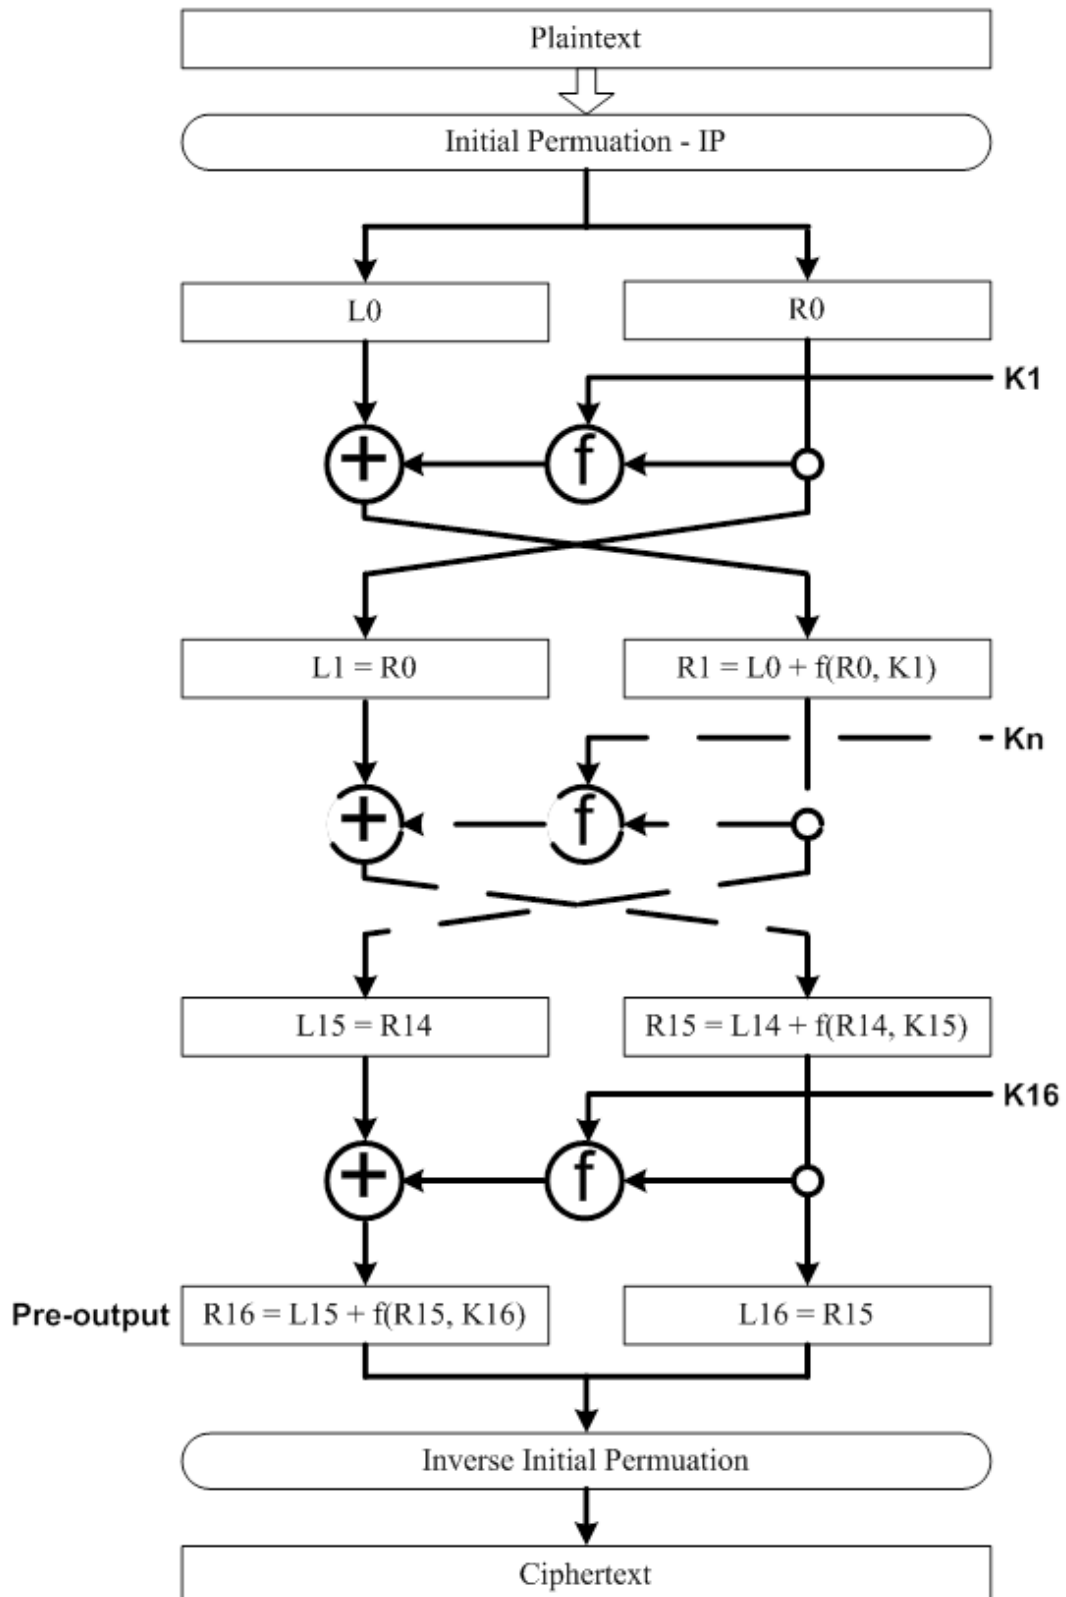 Plaintext
Initial Permuation - IP
L0
R0
K1
+
f
L1 = R0
R1 = L0 + f(R0, K1)
Kn
+
f
L15 = R14
R15 = L14 + f(R14, K15)
K16
+
f
Pre-output
R16 = L15 + f(R15, K16)
L16 = R15
Inverse Initial Permuation
Ciphertext